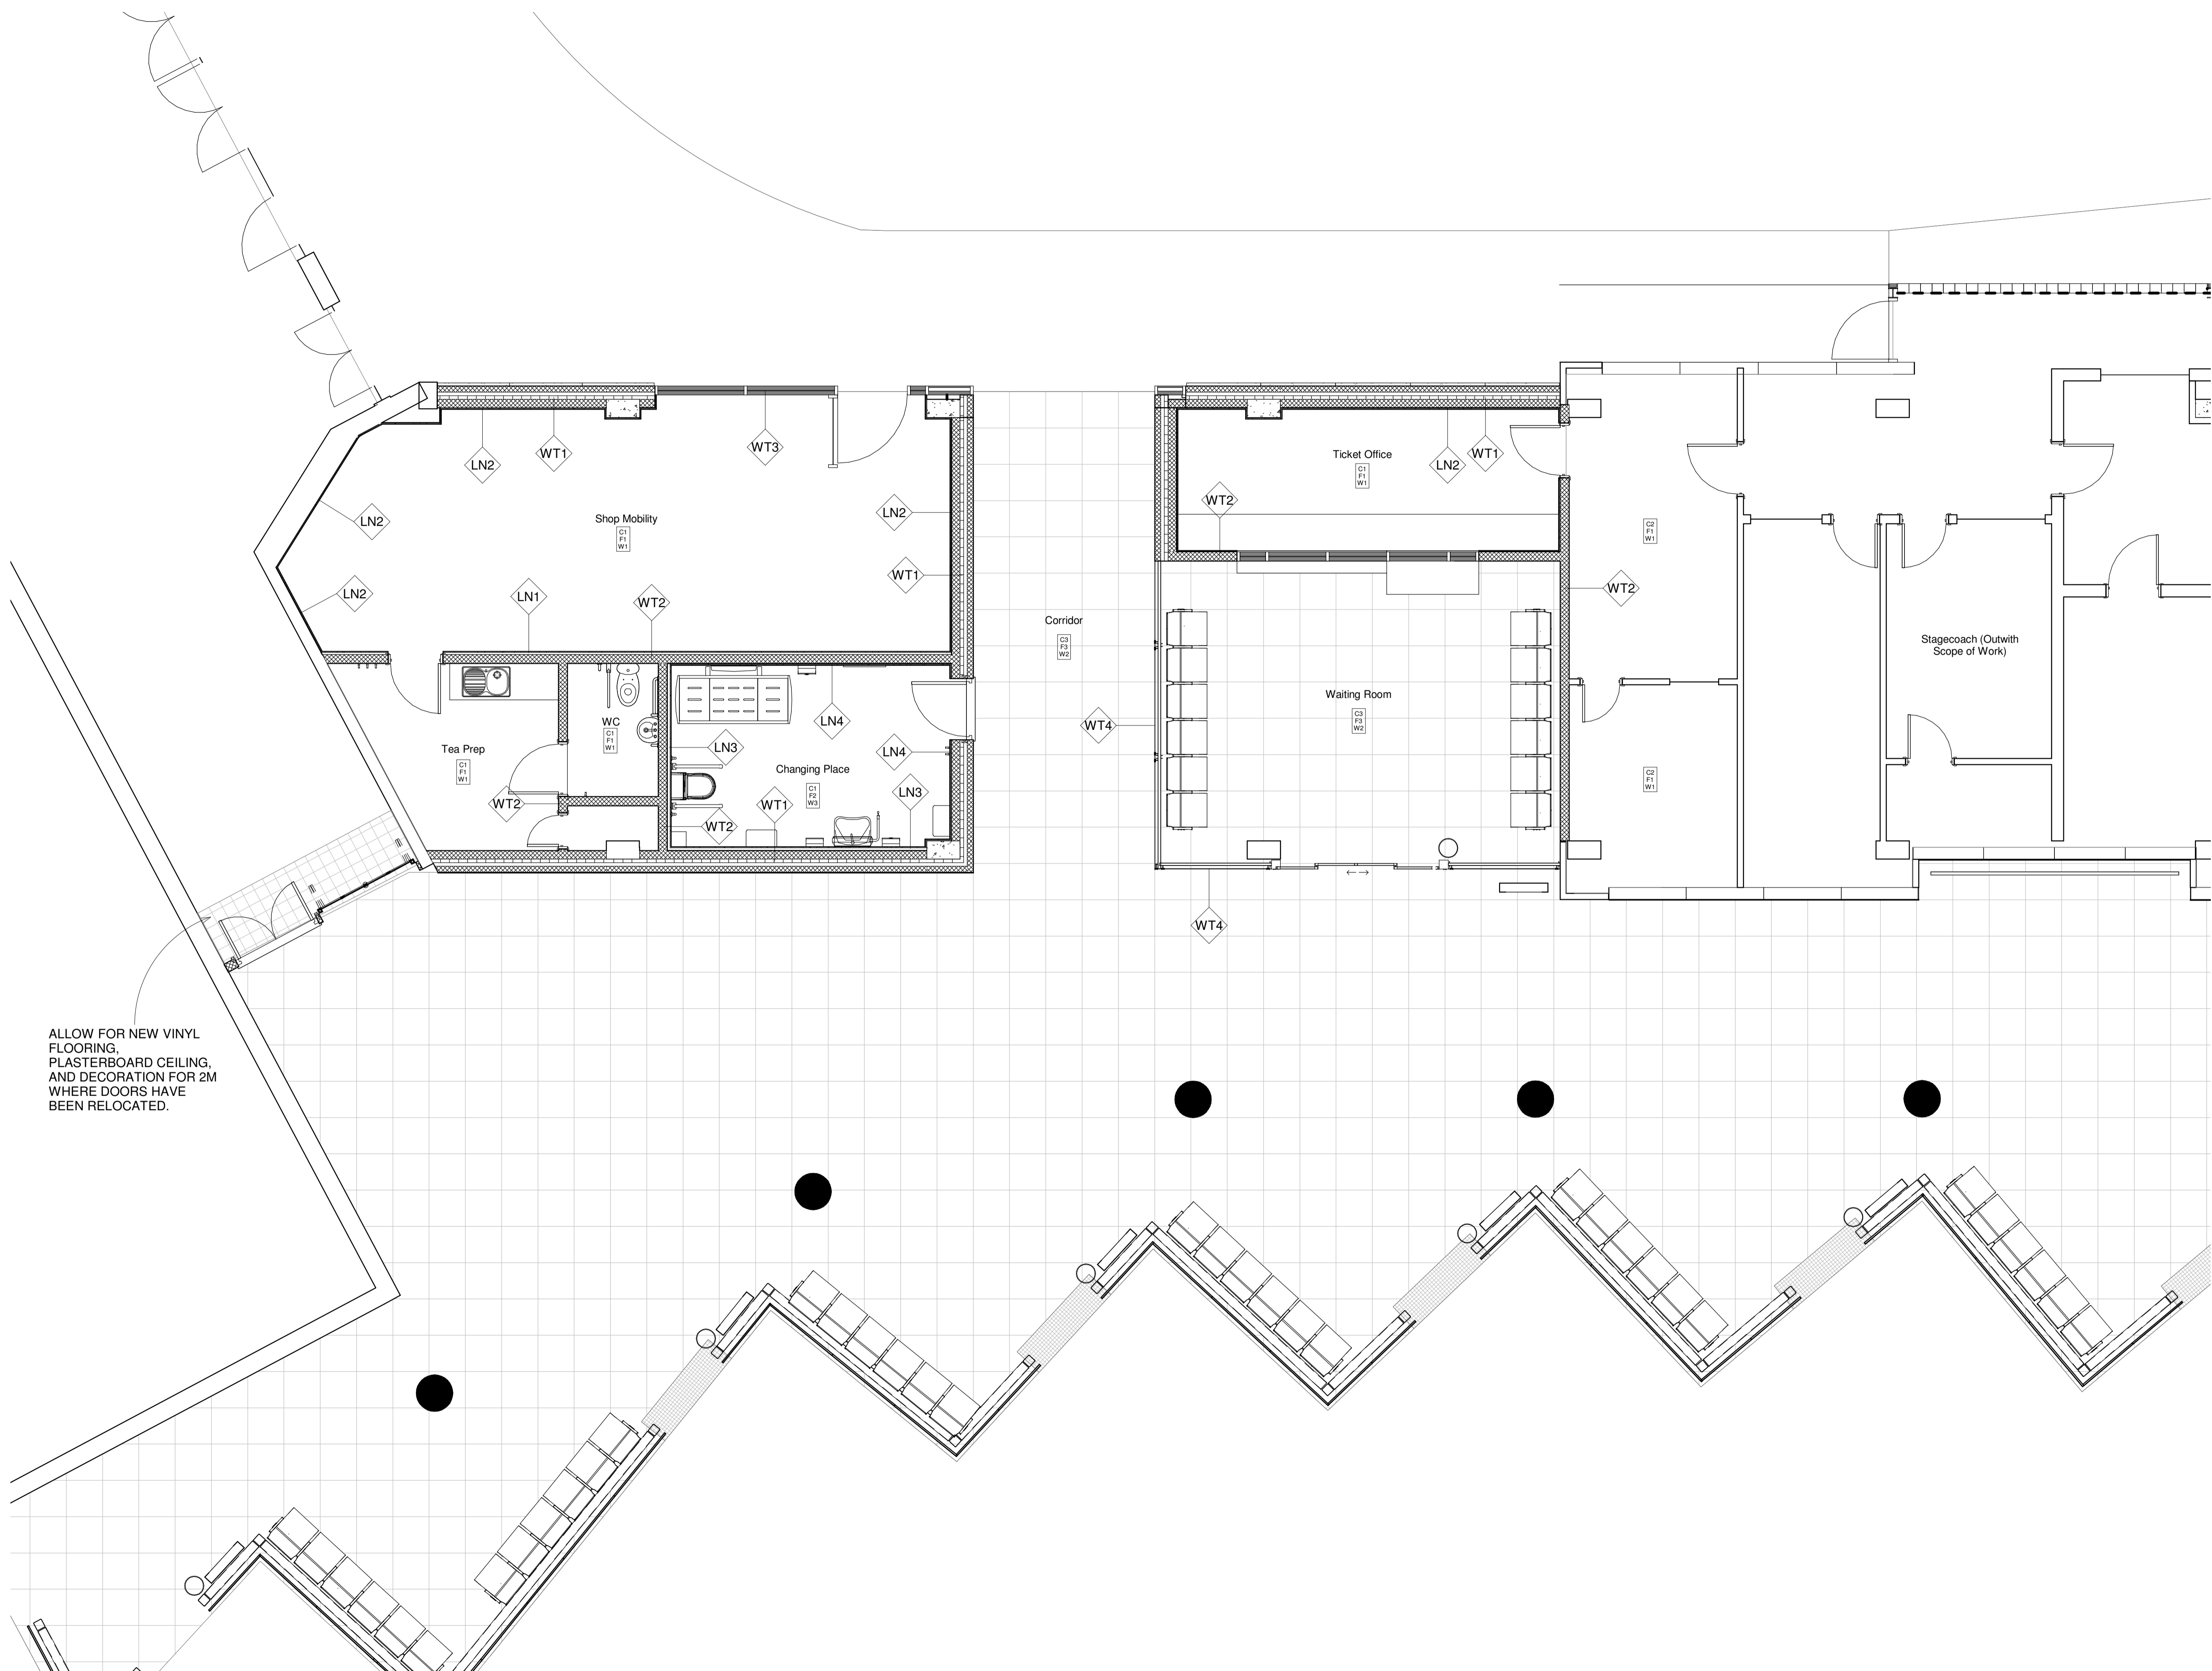 LN2
WT1
WT3
LN2
Shop Mobility
C1
F1
W1
LN2
LN2
LN1
WT2
WT1
Ticket Office
C1
F1
W1
LN2
WT1
WT2
C2
F1
W1
WT2
Corridor
C3
F3
W2
Stagecoach (Outwith
Scope of Work)
Waiting Room
C3
F3
W2
WT4
WC
C1
F1
W1
LN4
LN3
LN4
Tea Prep
C1
F1
W1
Changing Place
C1
F2
W3
LN3
WT2
WT1
WT2
C2
F1
W1
WT4
ALLOW FOR NEW VINYL
FLOORING,
PLASTERBOARD CEILING,
AND DECORATION FOR 2M
WHERE DOORS HAVE
BEEN RELOCATED.